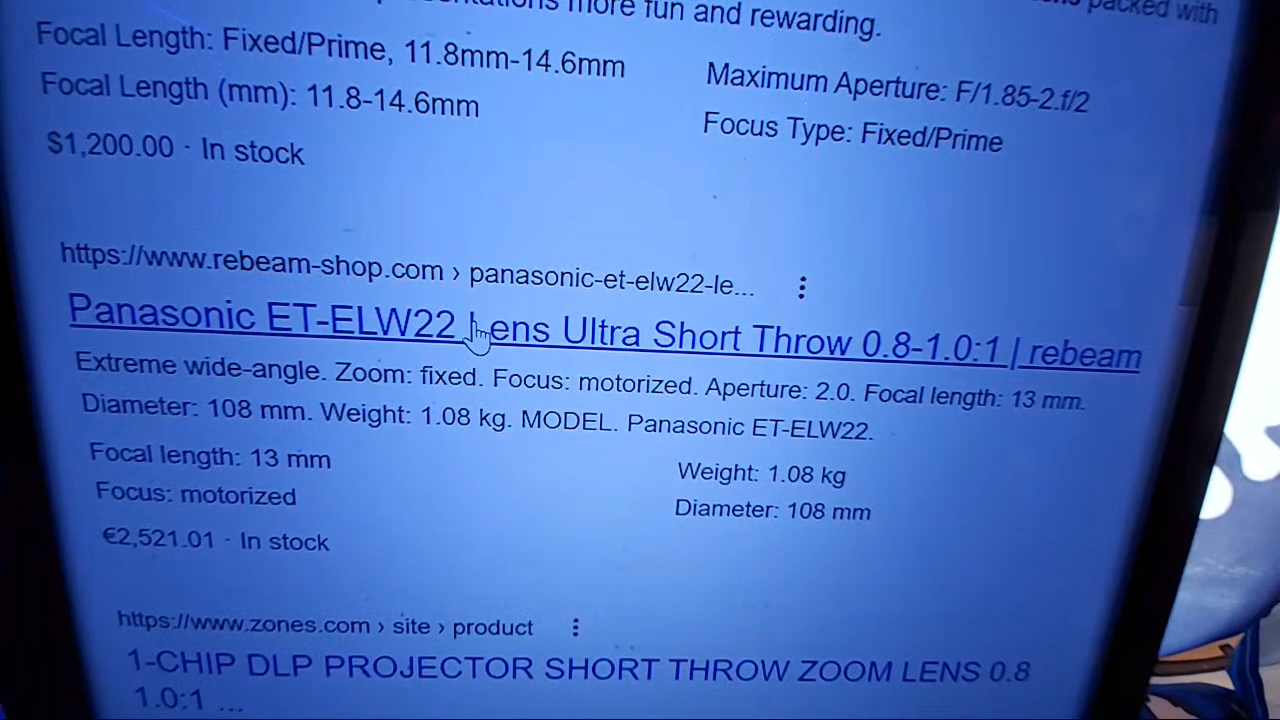 more fun and rewarding.
packed with
Focal Length: Fixed/Prime, 11.8mm-14.6mm
Maximum Aperture: F/1.85-2.f/2
Focal Length (mm): 11.8-14.6mm
Focus Type: Fixed/Prime
$1,200.00 · In stock
https://www.rebeam-shop.com › panasonic-et-elw22-le...
Panasonic ET-ELW22 Lens Ultra Short Throw 0.8-1.0:1 | rebeam
Extreme wide-angle. Zoom: fixed. Focus: motorized. Aperture: 2.0. Focal length: 13 mm.
Diameter: 108 mm. Weight: 1.08 kg. MODEL. Panasonic ET-ELW22.
Focal length: 13 mm
Weight: 1.08 kg
Focus: motorized
Diameter: 108 mm
€2,521.01 · In stock
https://www.zones.com › site › product
1-CHIP DLP PROJECTOR SHORT THROW ZOOM LENS 0.8
1.0:1 ...